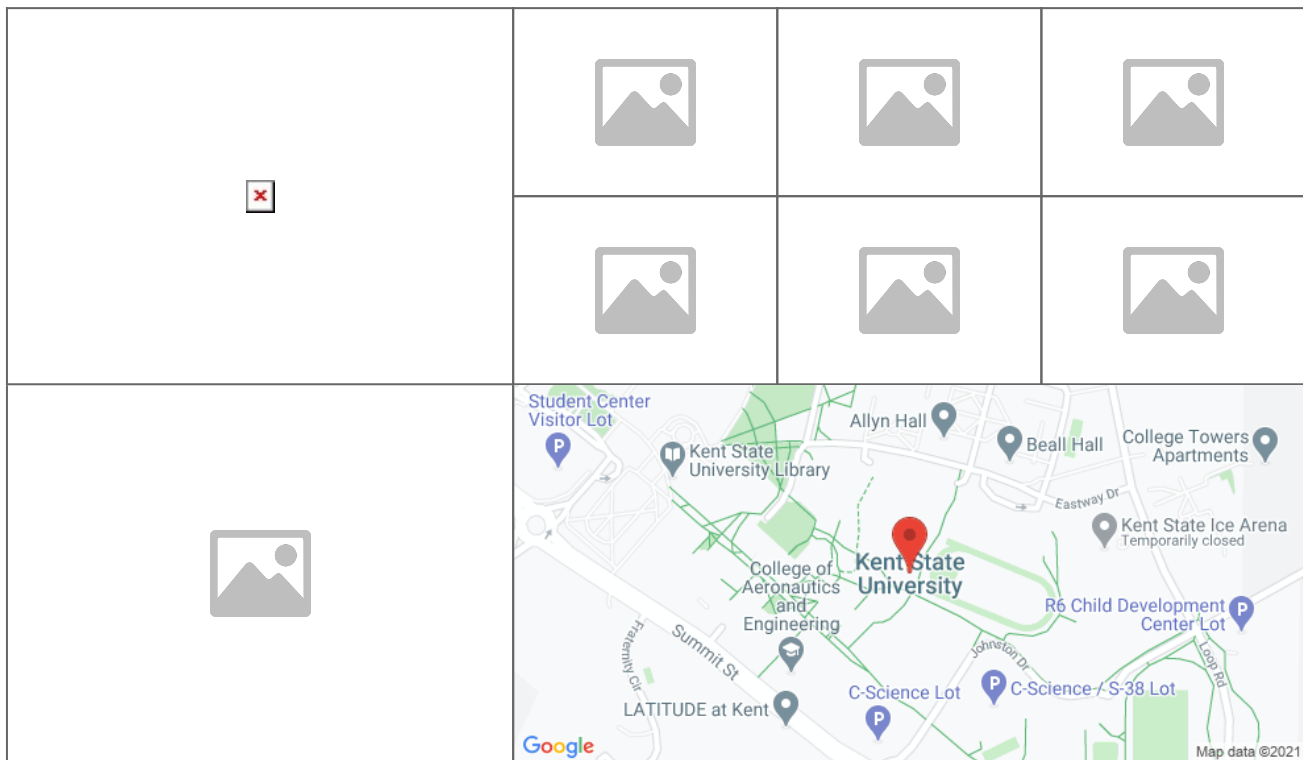 Student Center
Visitor Lot
P
Allyn Hall
Beall Hall
College Towers
Apartments
Kent State
University Library
Eastway Dr
Kent State Ice Arena
Temporarily closed
Kent State
University
College of
Aeronautics
and
Engineering
R6 Child Development
Center Lot
P
Fraternity Cir
Summit St
Johnston Dr
Loop Rd
C-Science Lot
P
P
C-Science / S-38 Lot
LATITUDE at Kent
Google
Map data ©2021